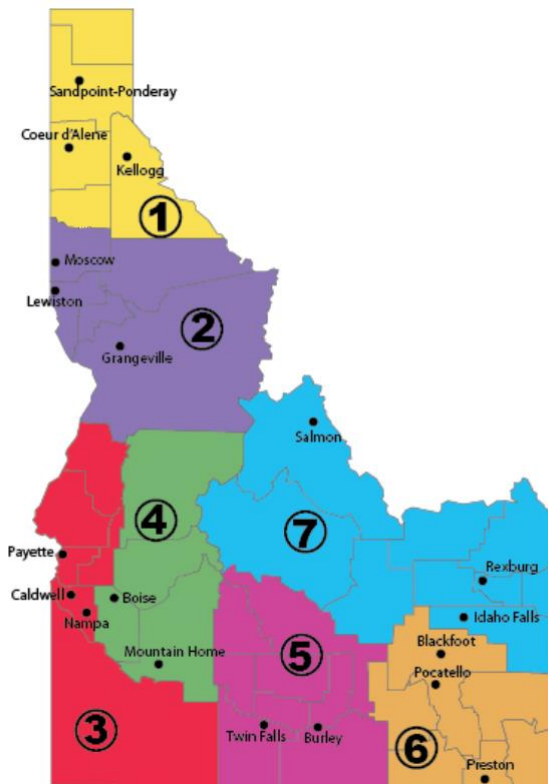 Sandpoint-Ponderay
Coeur d'Alene
Kellogg
1
Moscow
Lewiston
2
Grangeville
Salmon
4
7
Payette
Rexburg
Caldwell
Boise
Nampa
Idaho Falls
Blackfoot
Mountain Home
5
Pocatello
3
Twin Falls
Burley
6
Preston